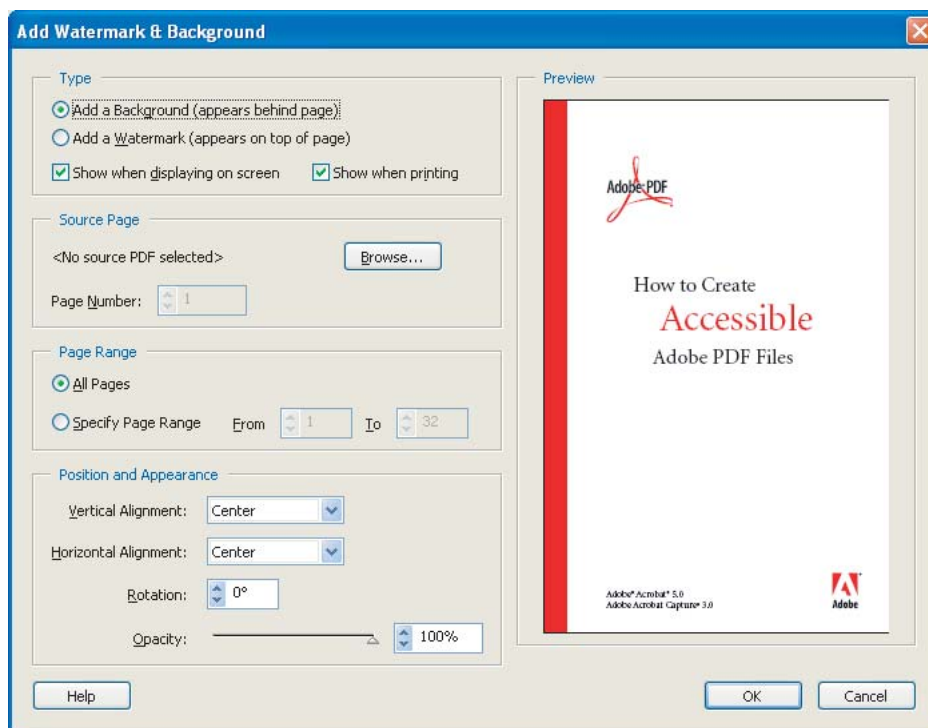 Add Watermark & Background
Type
Add a Background (appears behind page)
Add a Watermark (appears on top of page)
Show when displaying on screen Show when printing
Source Page
<No source PDF selected> Browse...
Page Number: 1
Page Range
All Pages
Specify Page Range From 1 To 32
Position and Appearance
Vertical Alignment: Center
Horizontal Alignment: Center
Rotation: 0°
Opacity: 100%
Preview
Adobe PDF
How to Create
Accessible
Adobe PDF Files
Adobe® Acrobat® 5.0
Adobe Acrobat Capture® 3.0
Adobe
Help OK Cancel